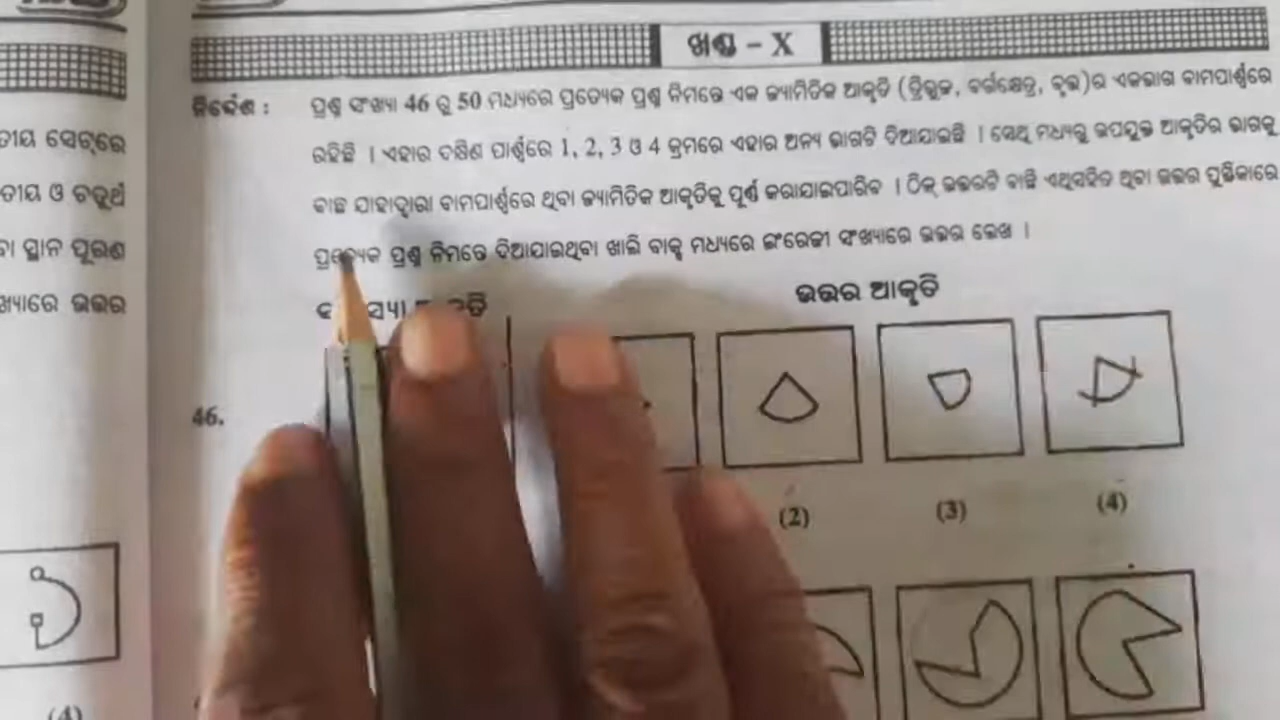 ଖଣ୍ଡ – X
ନିର୍ଦ୍ଦେଶ : ପ୍ରଶ୍ନ ସଂଖ୍ୟା 46 ରୁ 50 ମଧ୍ୟରେ ପ୍ରତ୍ୟେକ ପ୍ରଶ୍ନ ନିମନ୍ତେ ଏକ ଜ୍ୟାମିତିକ ଆକୃତି (ତ୍ରିଭୁଜ, ବର୍ଗକ୍ଷେତ୍ର, ବୃତ୍ତ)ର ଏକଭାଗ ବାମପାର୍ଶ୍ୱରେ
ରହିଛି । ଏହାର ଦକ୍ଷିଣ ପାର୍ଶ୍ୱରେ 1, 2, 3 ଓ 4 କ୍ରମରେ ଏହାର ଅନ୍ୟ ଭାଗଟି ଦିଆଯାଇଛି । ସେଥି ମଧ୍ୟରୁ ଉପଯୁକ୍ତ ଆକୃତିର ଭାଗକୁ
ବାଛ ଯାହାଦ୍ୱାରା ବାମପାର୍ଶ୍ୱରେ ଥିବା ଜ୍ୟାମିତିକ ଆକୃତିକୁ ପୂର୍ଣ୍ଣ କରାଯାଇପାରିବ । ଠିକ୍ ଉତ୍ତରଟି ବାଛି ଏଥିସହିତ ଥିବା ଉତ୍ତର ପୁସ୍ତିକାରେ
ପ୍ରତ୍ୟେକ ପ୍ରଶ୍ନ ନିମନ୍ତେ ଦିଆଯାଇଥିବା ଖାଲି ବାକ୍ସ ମଧ୍ୟରେ ଇଂରେଜୀ ସଂଖ୍ୟାରେ ଉତ୍ତର ଲେଖ ।
ଉତ୍ତର ଆକୃତି
46.
(2) (3) (4)
ତୀୟ ସେଟ୍‌ରେ
ତୀୟ ଓ ଚତୁର୍ଥ
ବା ସ୍ଥାନ ପୂରଣ
ଖ୍ୟାରେ ଉତ୍ତର
(4)